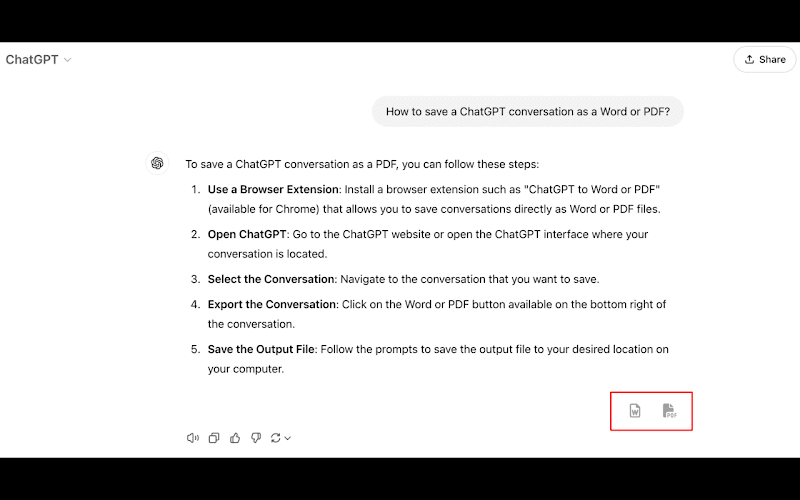 ChatGPT
Share
How to save a ChatGPT conversation as a Word or PDF?
To save a ChatGPT conversation as a PDF, you can follow these steps:
1. Use a Browser Extension: Install a browser extension such as "ChatGPT to Word or PDF"
(available for Chrome) that allows you to save conversations directly as Word or PDF files.
2. Open ChatGPT: Go to the ChatGPT website or open the ChatGPT interface where your
conversation is located.
3. Select the Conversation: Navigate to the conversation that you want to save.
4. Export the Conversation: Click on the Word or PDF button available on the bottom right of
the conversation.
5. Save the Output File: Follow the prompts to save the output file to your desired location on
your computer.
W PDF